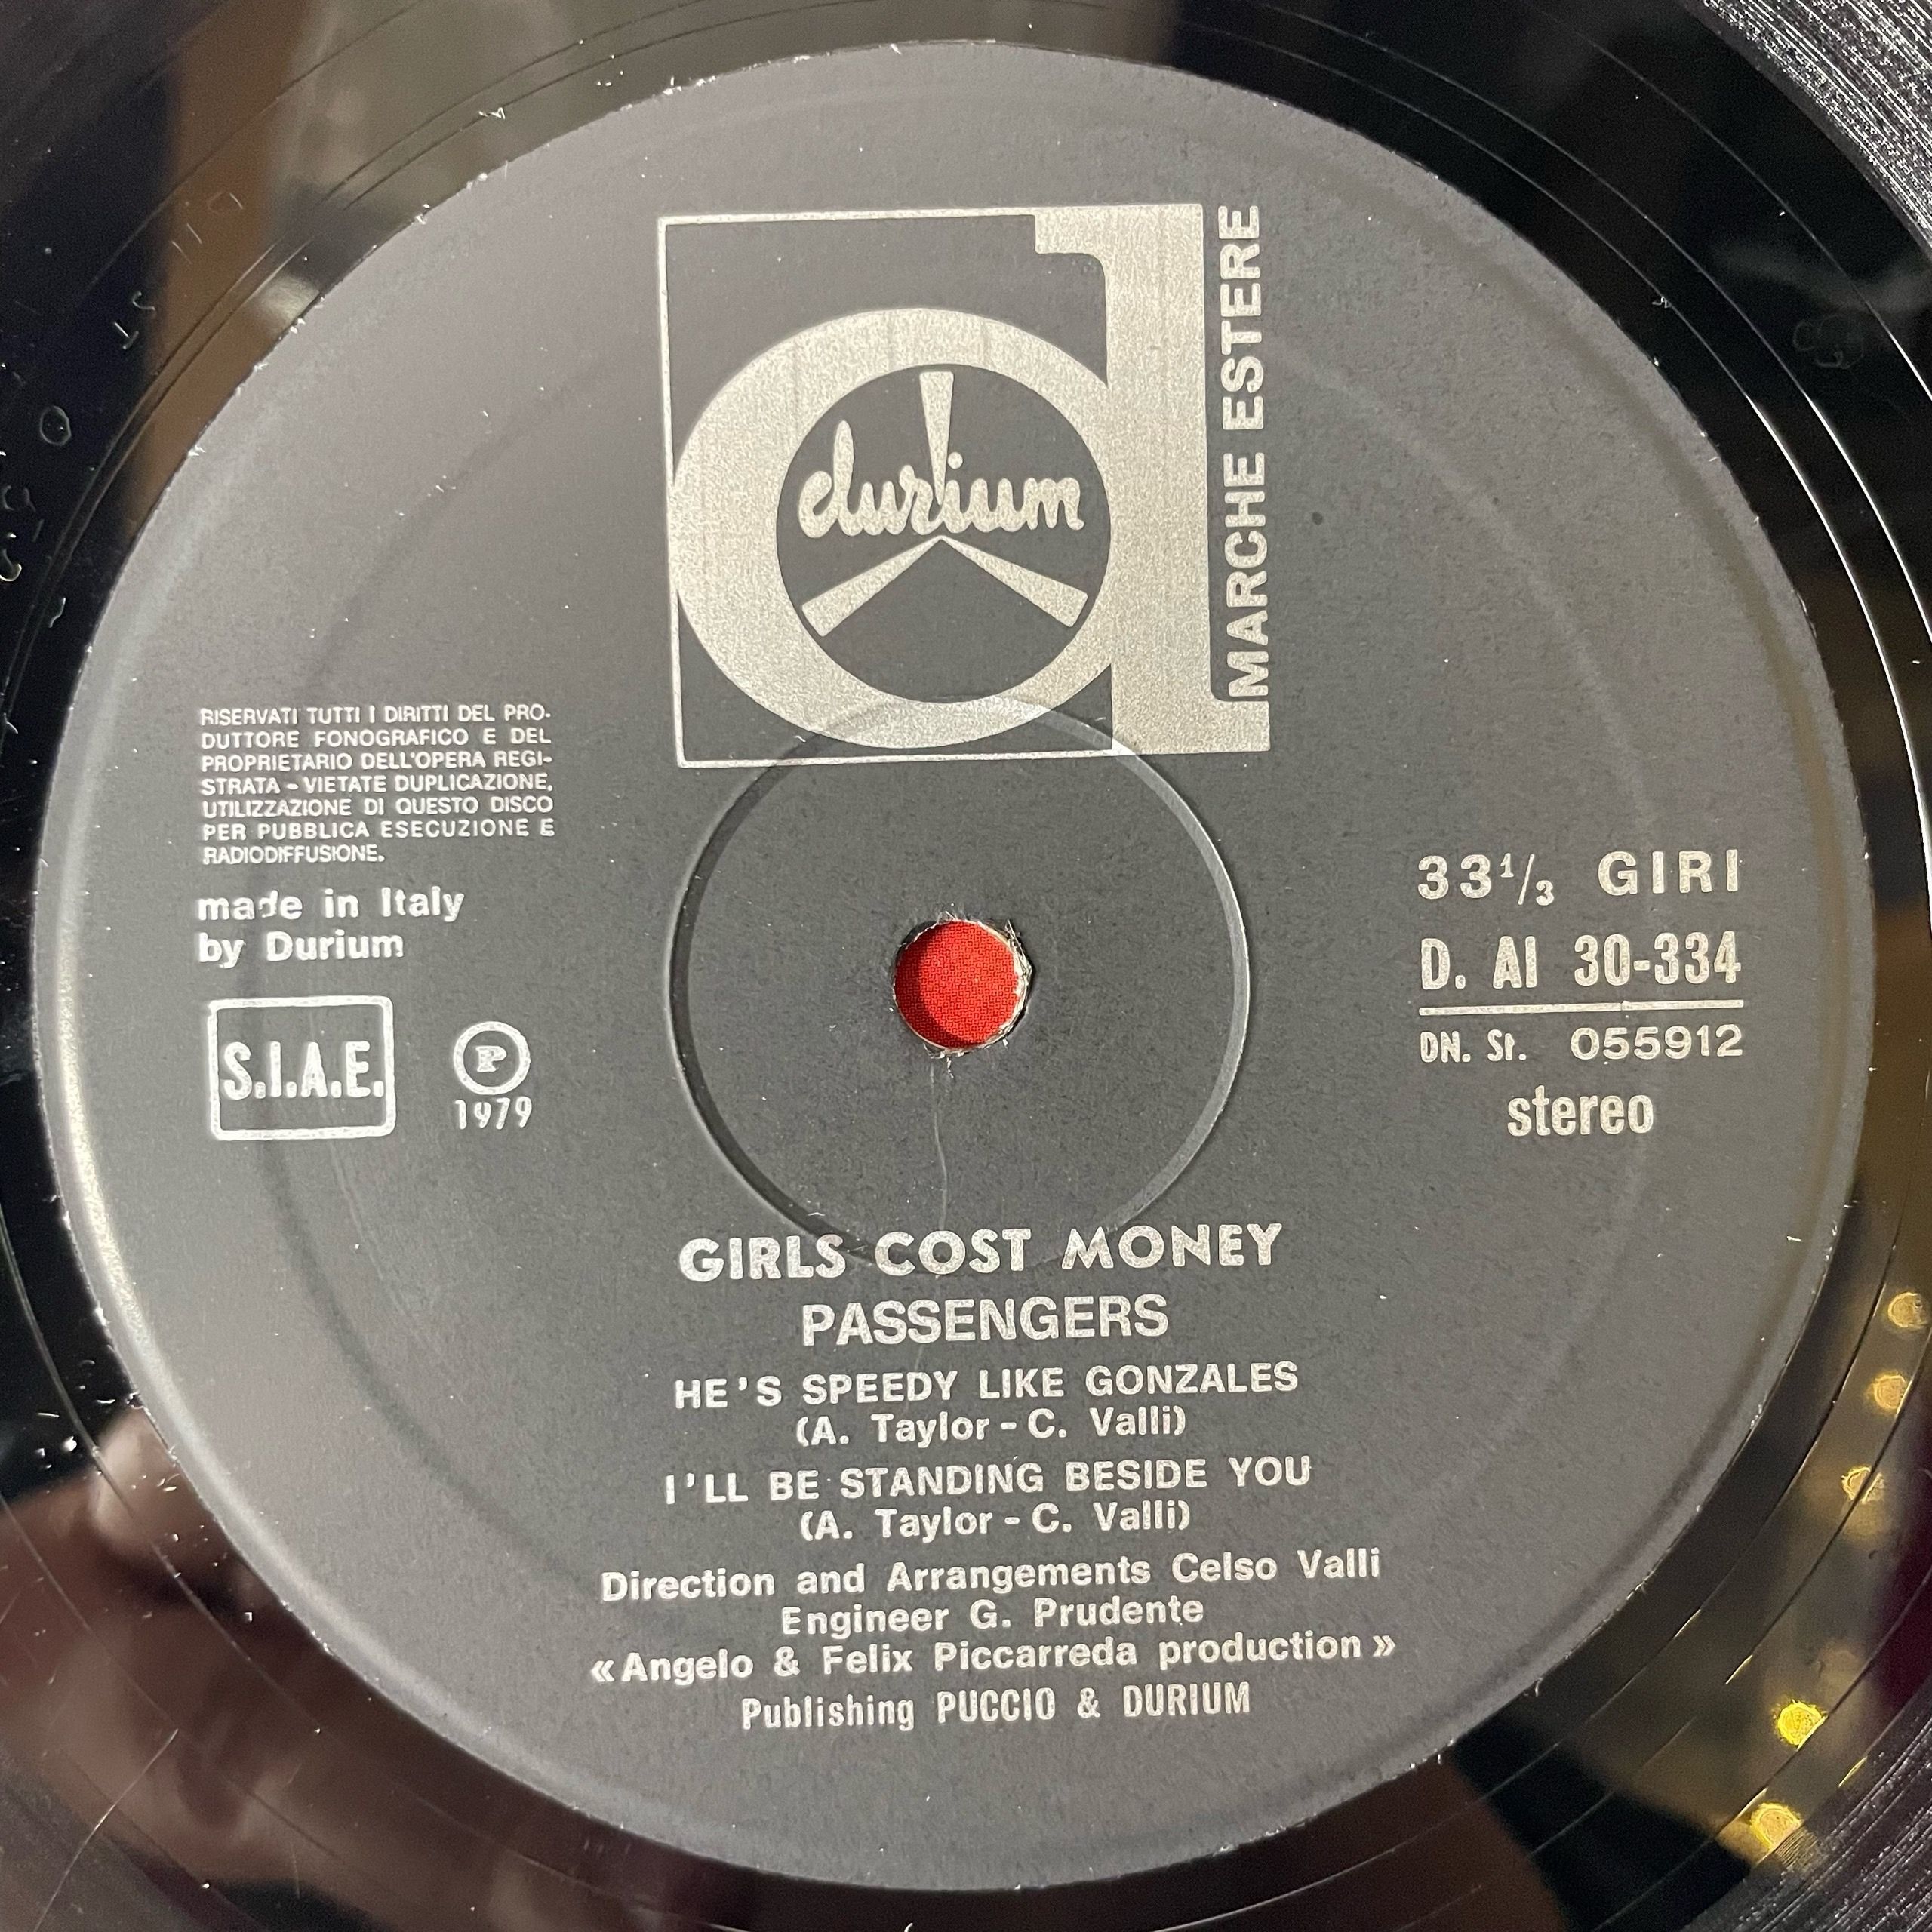 durium
MARCHE ESTERE
RISERVATI TUTTI I DIRITTI DEL PRO-
DUTTORE FONOGRAFICO E DEL
PROPRIETARIO DELL'OPERA REGI-
STRATA - VIETATE DUPLICAZIONE,
UTILIZZAZIONE DI QUESTO DISCO
PER PUBBLICA ESECUZIONE E
RADIODIFFUSIONE.
made in Italy
by Durium
S.I.A.E.
℗
1979
33 1/3 GIRI
D. AI 30-334
DN. St. 055912
stereo
GIRLS COST MONEY
PASSENGERS
HE'S SPEEDY LIKE GONZALES
(A. Taylor - C. Valli)
I'LL BE STANDING BESIDE YOU
(A. Taylor - C. Valli)
Direction and Arrangements Celso Valli
Engineer G. Prudente
«Angelo & Felix Piccarreda production»
Publishing PUCCIO & DURIUM